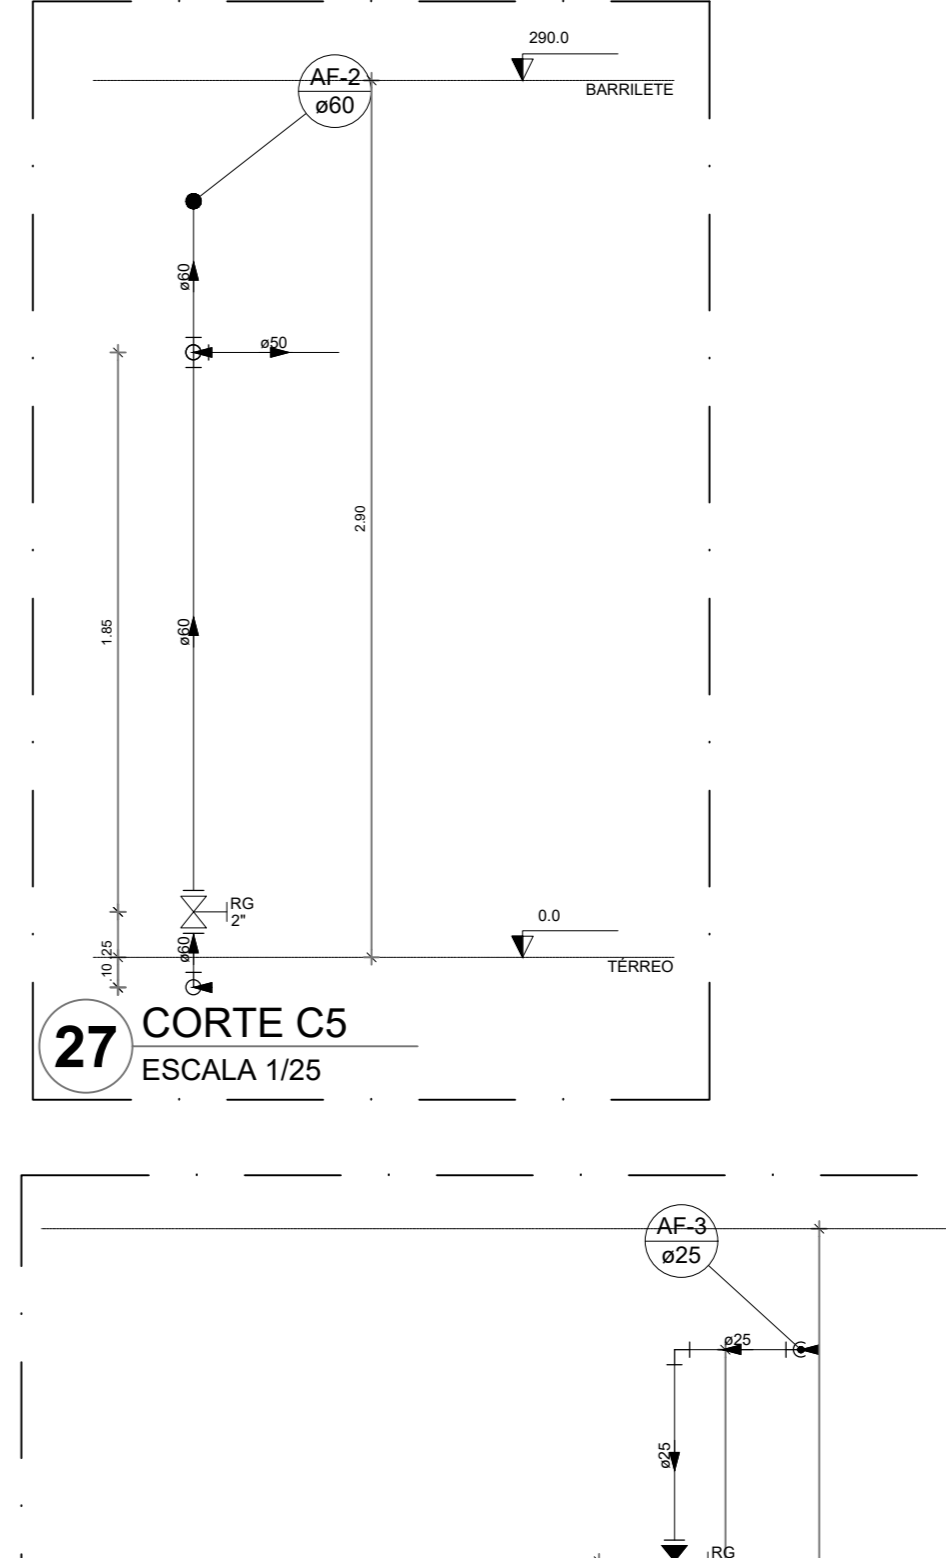 290.0
BARRILETE
AF-2
ø60
ø60
ø50
2.90
1.85
ø60
RG
2"
0.0
TÉRREO
ø60
.25
.10
27
CORTE C5
ESCALA 1/25
AF-3
ø25
ø25
ø25
RG